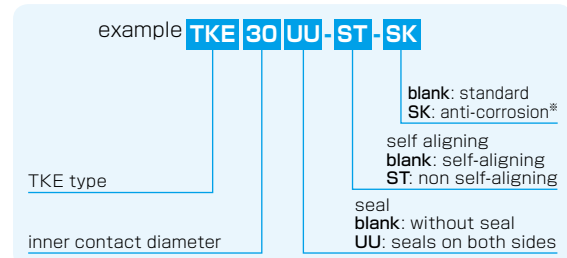 example TKE 30 UU - ST - SK
blank: standard
SK: anti-corrosion※
self aligning
blank: self-aligning
ST: non self-aligning
TKE type
seal
blank: without seal
UU: seals on both sides
inner contact diameter